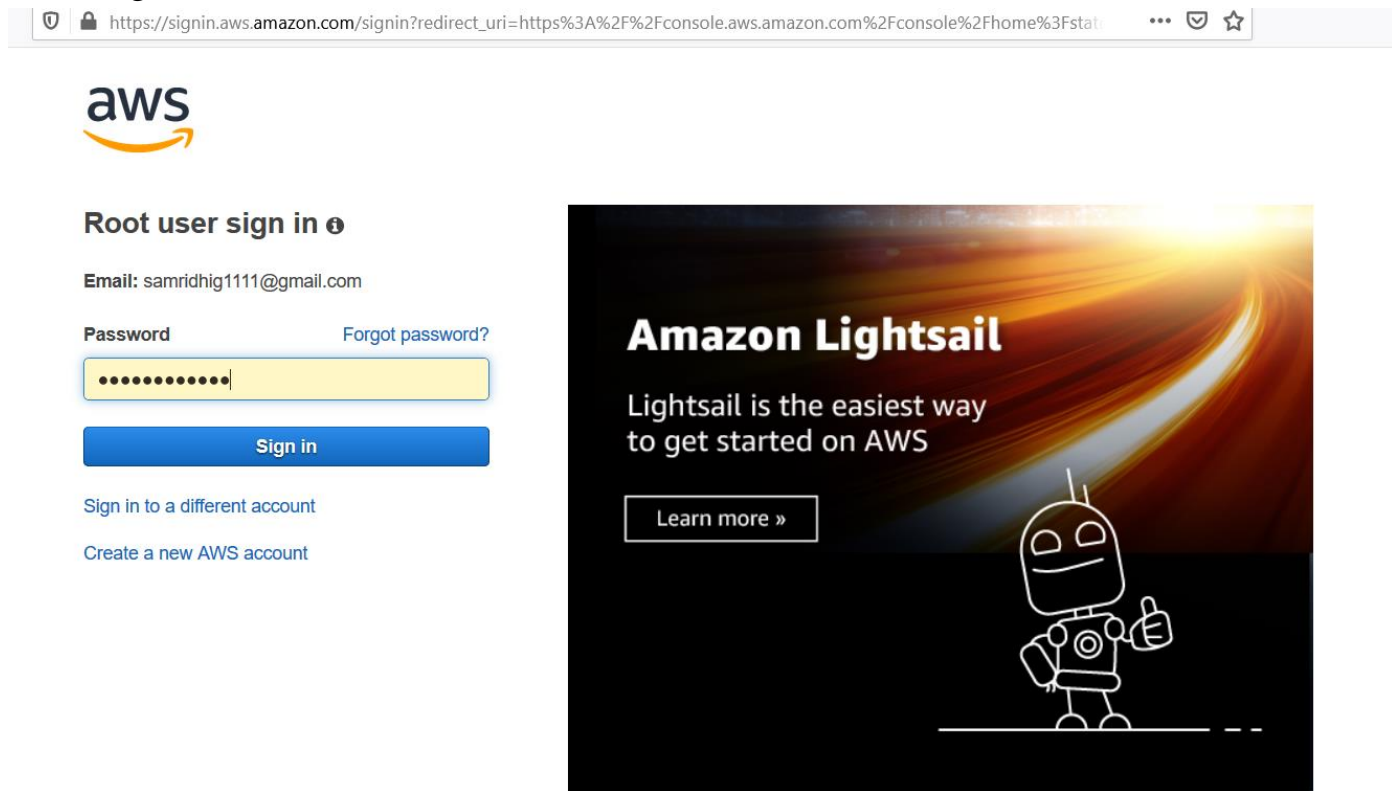 https://signin.aws.amazon.com/signin?redirect_uri=https%3A%2F%2Fconsole.aws.amazon.com%2Fconsole%2Fhome%3Fstat
aws
Root user sign in
Email: samridhig1111@gmail.com
Password Forgot password?
••••••••••••
Sign in
Sign in to a different account
Create a new AWS account
Amazon Lightsail
Lightsail is the easiest way
to get started on AWS
Learn more »